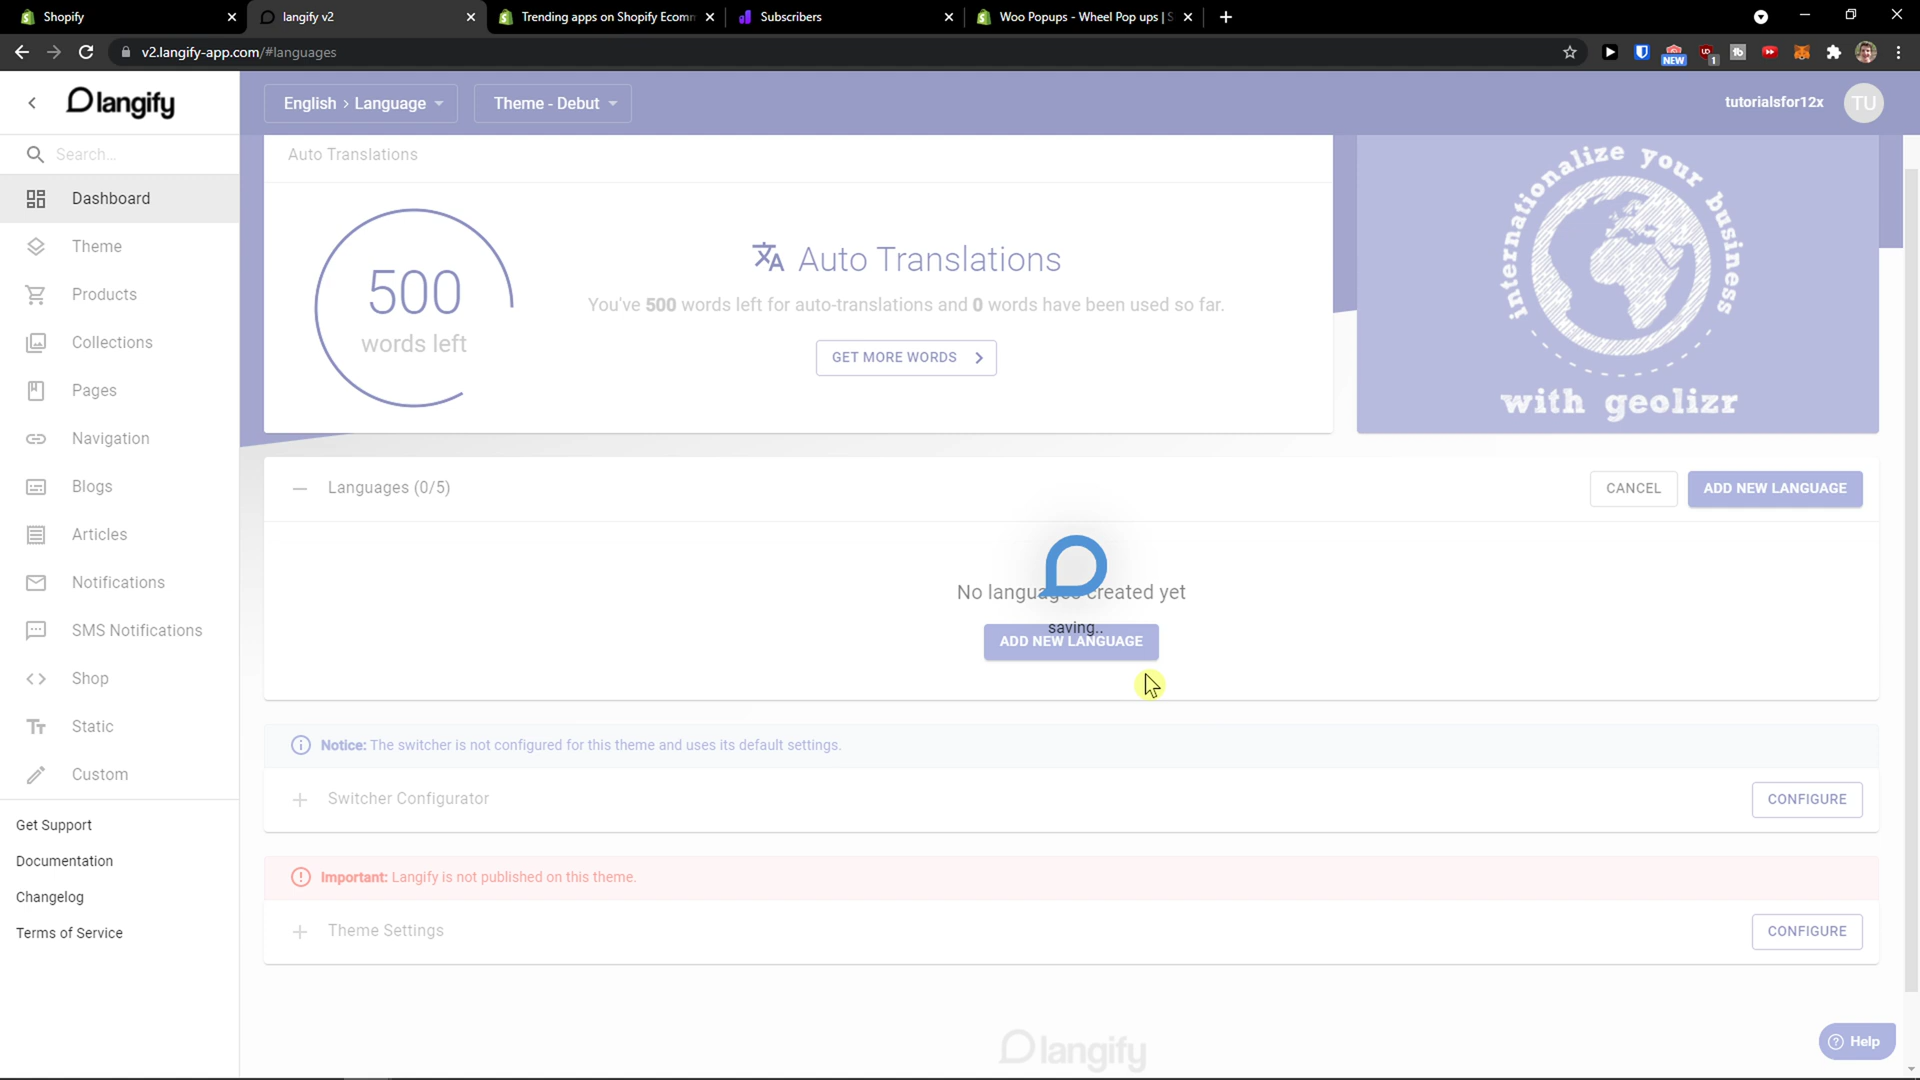 Shopify
langify v2
Trending apps on Shopify Ecomm
Subscribers
Woo Popups - Wheel Pop ups | S
v2.langify-app.com/#languages
NEW
1
langify
English > Language
Theme - Debut
tutorialsfor12x
TU
Search...
Dashboard
Theme
Products
Collections
Pages
Navigation
Blogs
Articles
Notifications
SMS Notifications
Shop
Static
Custom
Get Support
Documentation
Changelog
Terms of Service
Auto Translations
500
words left
Auto Translations
You've 500 words left for auto-translations and 0 words have been used so far.
GET MORE WORDS
internationalize your business
with geolizr
Languages (0/5)
CANCEL
ADD NEW LANGUAGE
No languages created yet
saving..
ADD NEW LANGUAGE
Notice: The switcher is not configured for this theme and uses its default settings.
Switcher Configurator
CONFIGURE
Important: Langify is not published on this theme.
Theme Settings
CONFIGURE
langify
Help